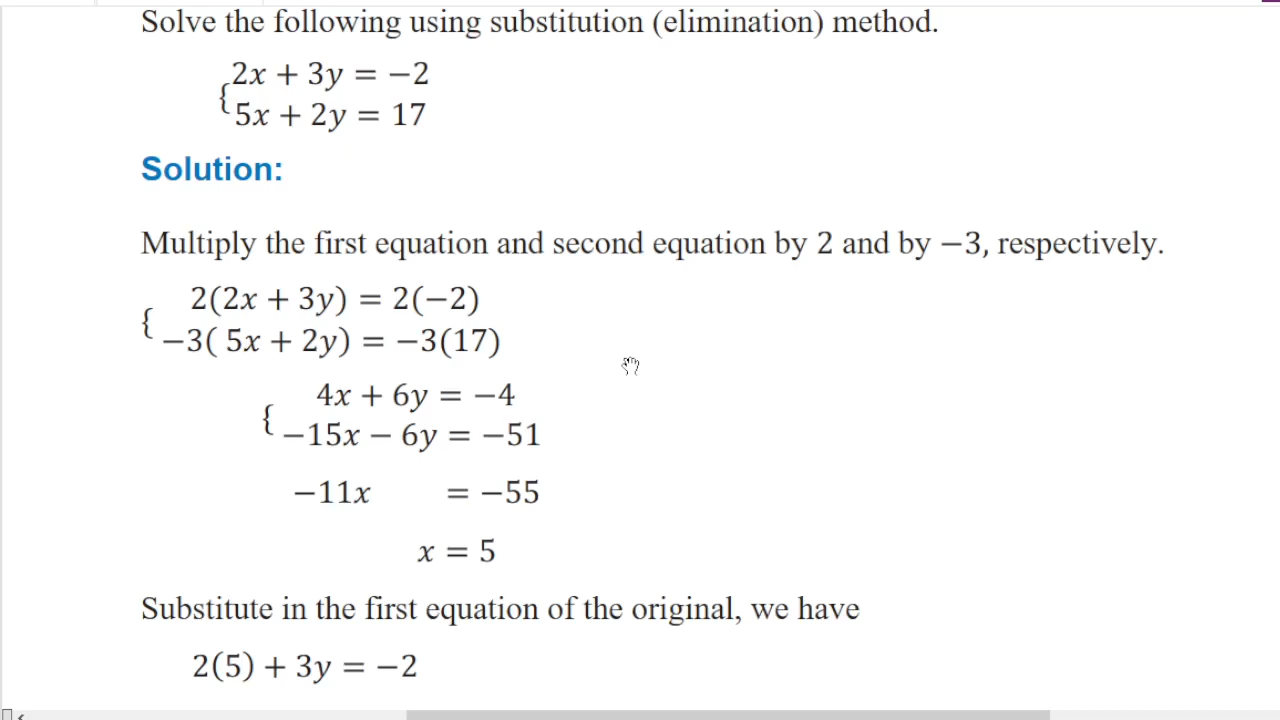 Solve the following using substitution (elimination) method.
{2𝑥 + 3𝑦 = −2
5𝑥 + 2𝑦 = 17
Solution:
Multiply the first equation and second equation by 2 and by −3, respectively.
{2(2𝑥 + 3𝑦) = 2(−2)
−3( 5𝑥 + 2𝑦) = −3(17)
{4𝑥 + 6𝑦 = −4
−15𝑥 − 6𝑦 = −51
−11𝑥 = −55
𝑥 = 5
Substitute in the first equation of the original, we have
2(5) + 3𝑦 = −2